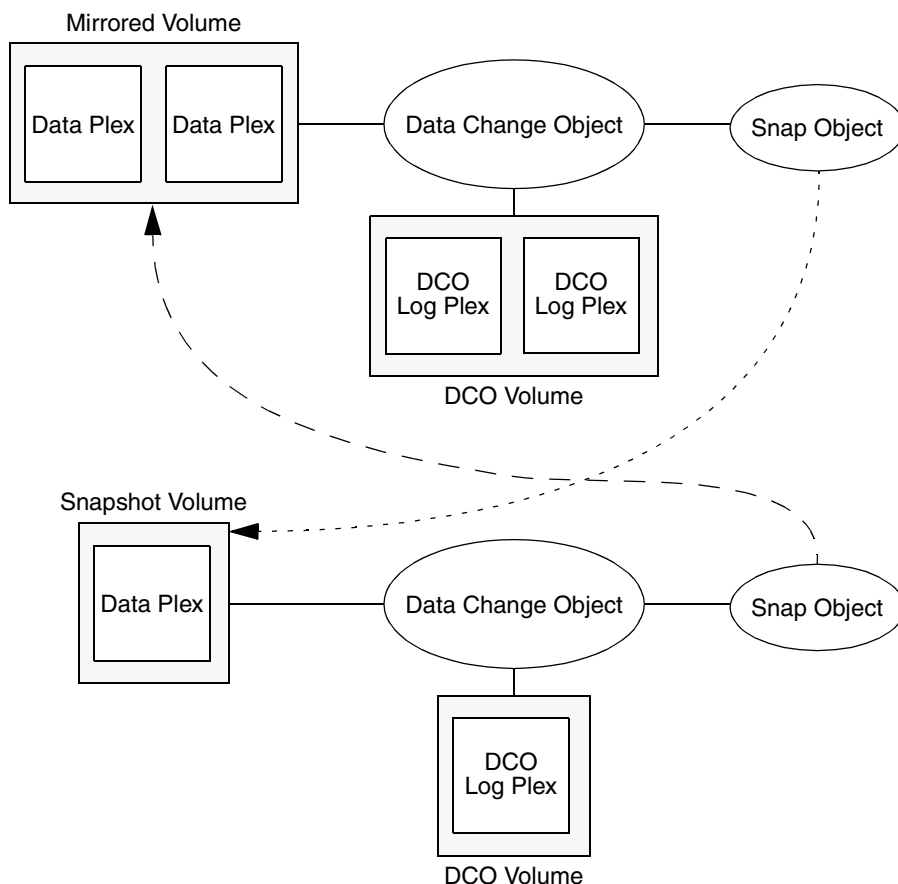 Mirrored Volume
Data Plex
Data Plex
Data Change Object
Snap Object
DCO
Log Plex
DCO
Log Plex
DCO Volume
Snapshot Volume
Data Plex
Data Change Object
Snap Object
DCO
Log Plex
DCO Volume